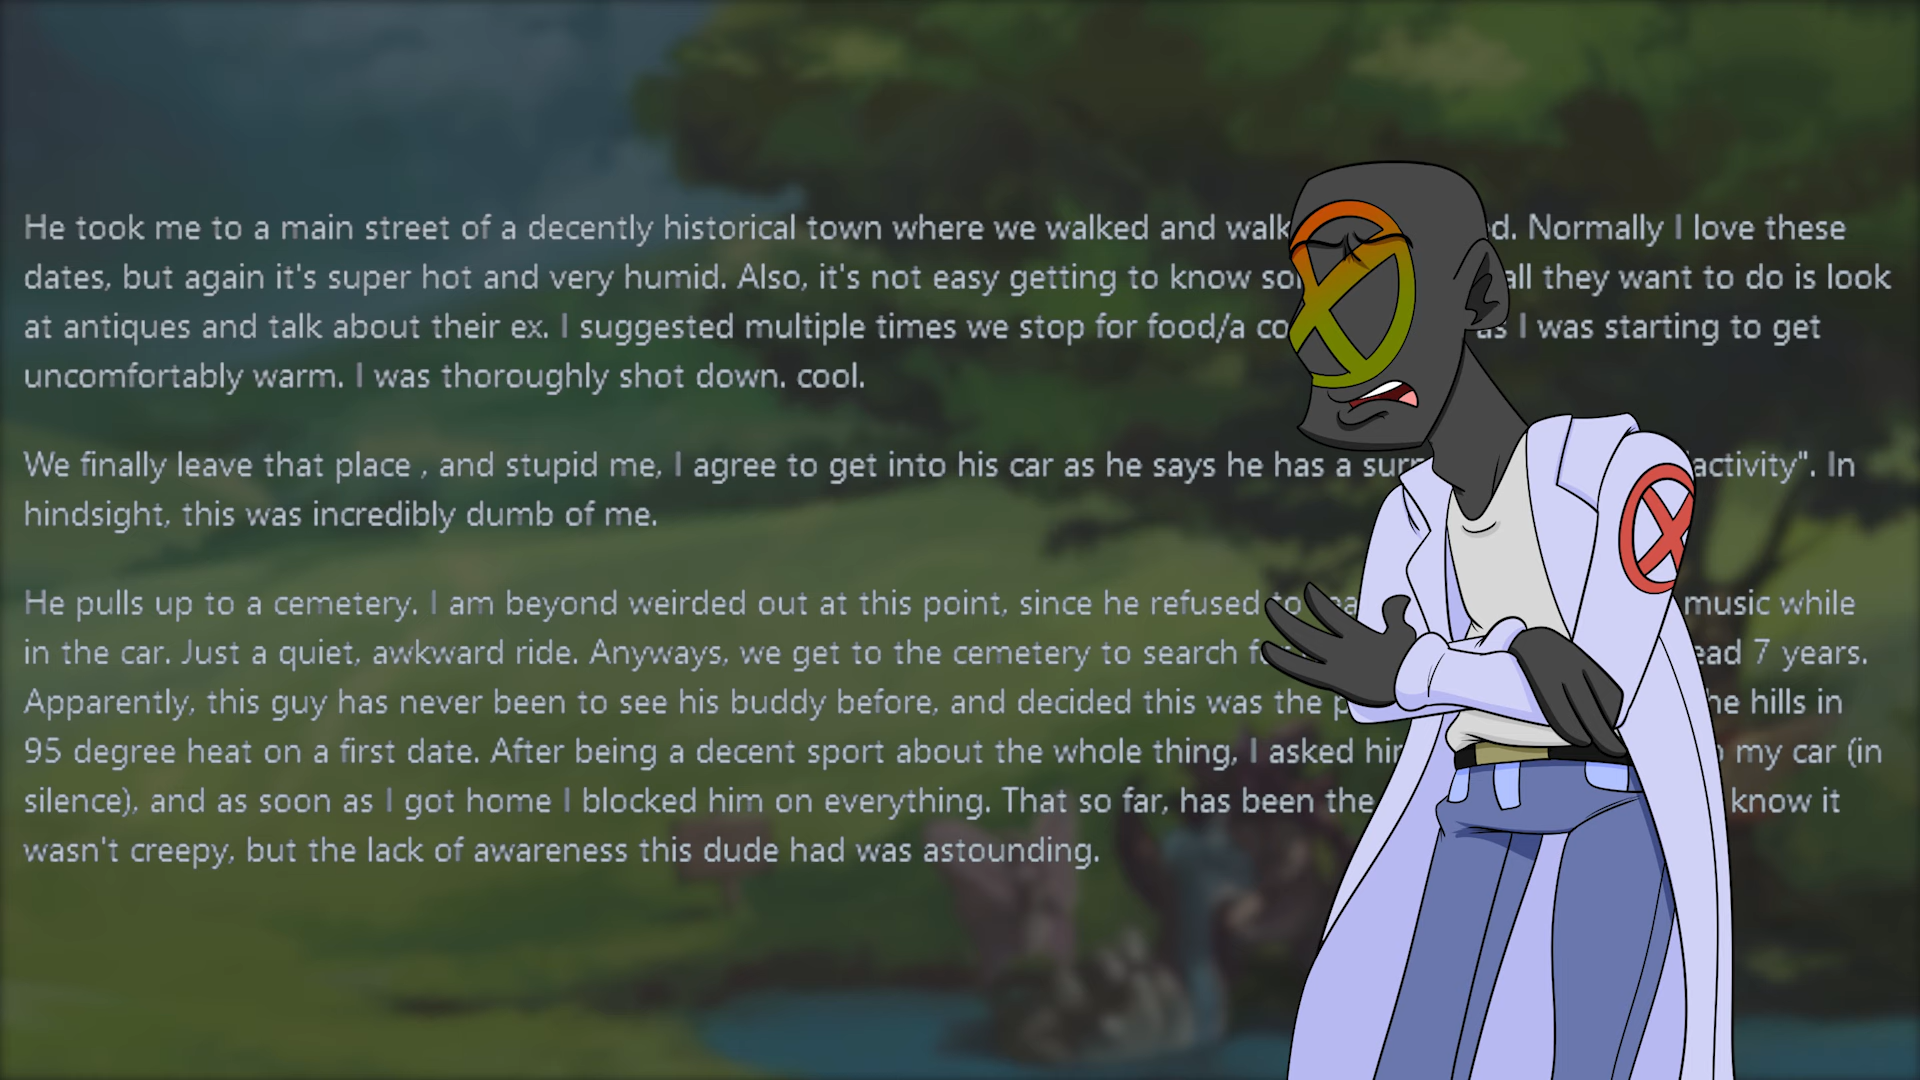 He took me to a main street of a decently historical town where we walked and walk d. Normally I love these
dates, but again it's super hot and very humid. Also, it's not easy getting to know so all they want to do is look
at antiques and talk about their ex. I suggested multiple times we stop for food/a co as I was starting to get
uncomfortably warm. I was thoroughly shot down. cool.
We finally leave that place , and stupid me, I agree to get into his car as he says he has a surr activity". In
hindsight, this was incredibly dumb of me.
He pulls up to a cemetery. I am beyond weirded out at this point, since he refused to music while
in the car. Just a quiet, awkward ride. Anyways, we get to the cemetery to search f ead 7 years.
Apparently, this guy has never been to see his buddy before, and decided this was the p he hills in
95 degree heat on a first date. After being a decent sport about the whole thing, I asked hi my car (in
silence), and as soon as I got home I blocked him on everything. That so far, has been the know it
wasn't creepy, but the lack of awareness this dude had was astounding.